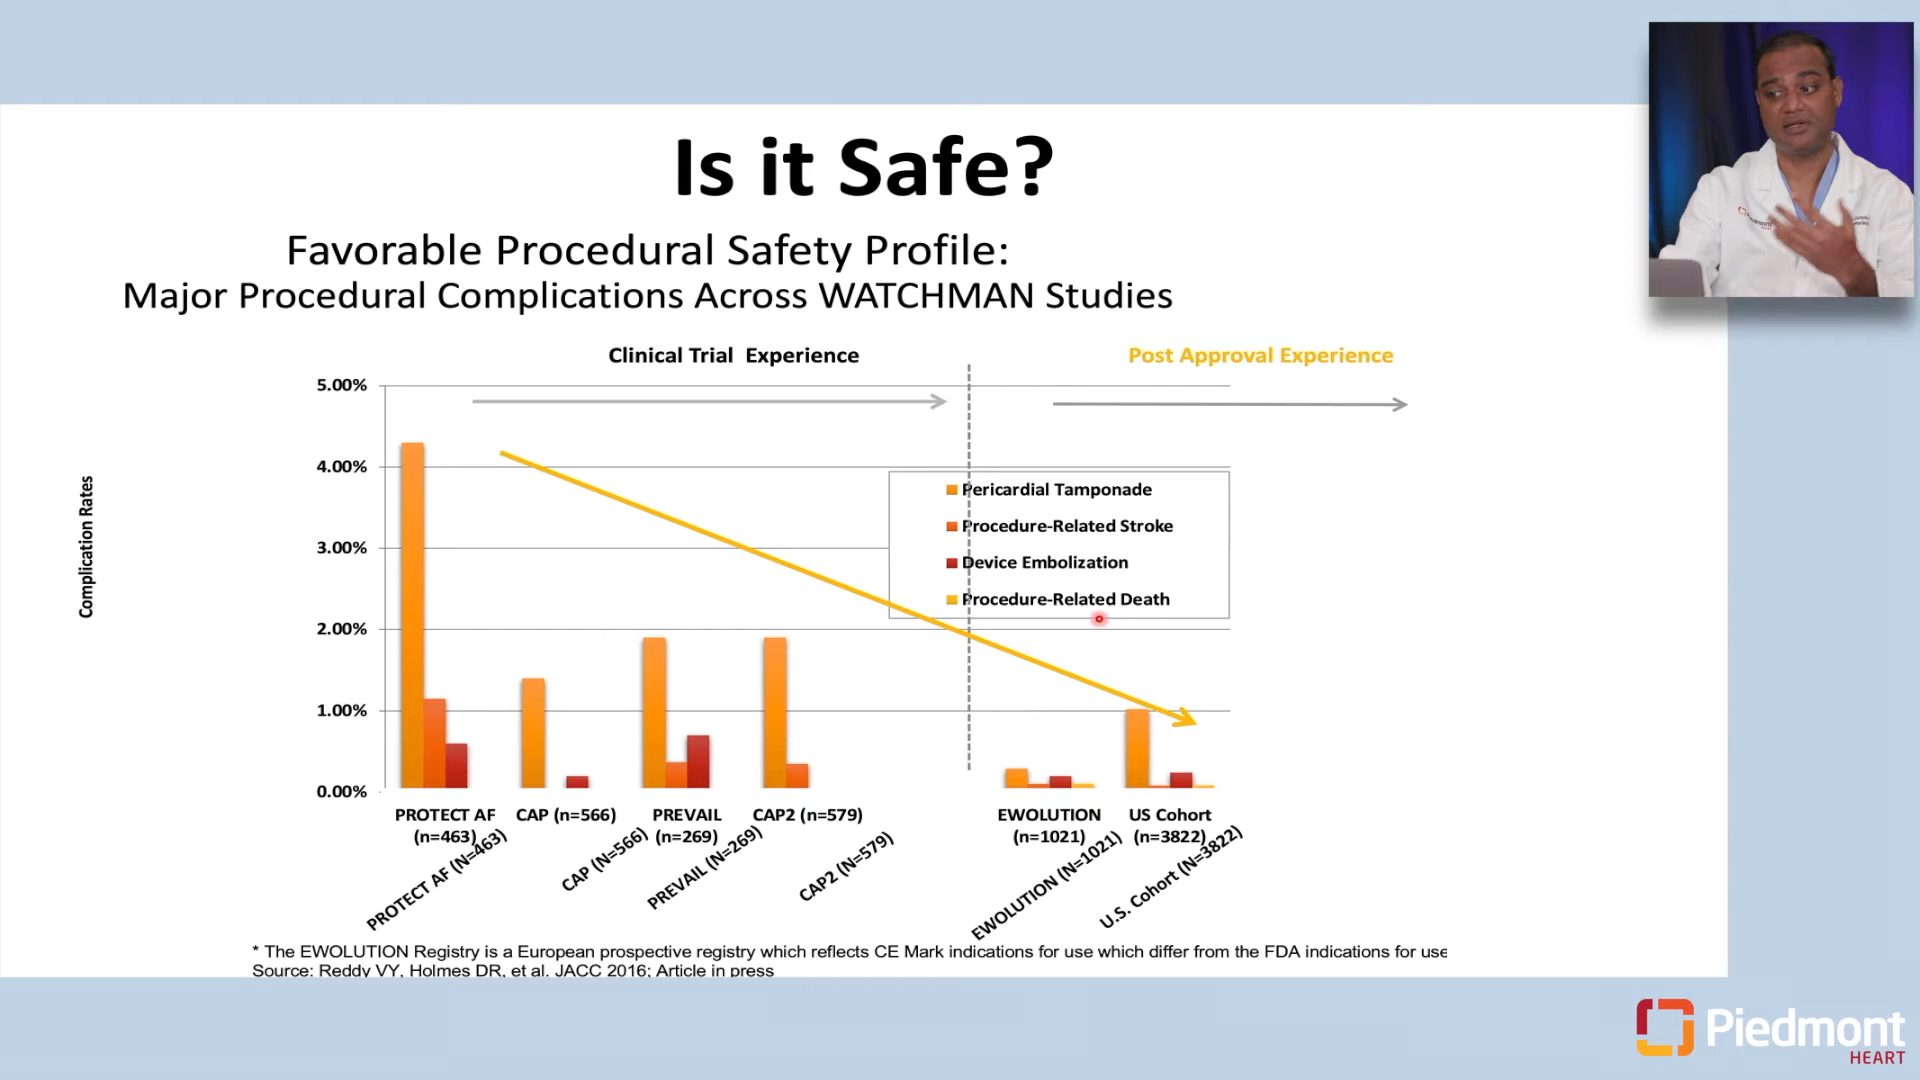 Is it Safe?
Favorable Procedural Safety Profile:
Major Procedural Complications Across WATCHMAN Studies
Clinical Trial Experience
Post Approval Experience
Complication Rates
5.00%
4.00%
3.00%
2.00%
1.00%
0.00%
Pericardial Tamponade
Procedure-Related Stroke
Device Embolization
Procedure-Related Death
PROTECT AF
(n=463)
CAP (n=566)
PREVAIL
(n=269)
CAP2 (n=579)
EWOLUTION
(n=1021)
US Cohort
(n=3822)
PROTECT AF (N=463)
CAP (N=566)
PREVAIL (N=269)
CAP2 (N=579)
EWOLUTION (N=1021)
U.S. Cohort (N=3822)
* The EWOLUTION Registry is a European prospective registry which reflects CE Mark indications for use which differ from the FDA indications for use
Source: Reddy VY, Holmes DR, et al. JACC 2016; Article in press
Piedmont
HEART